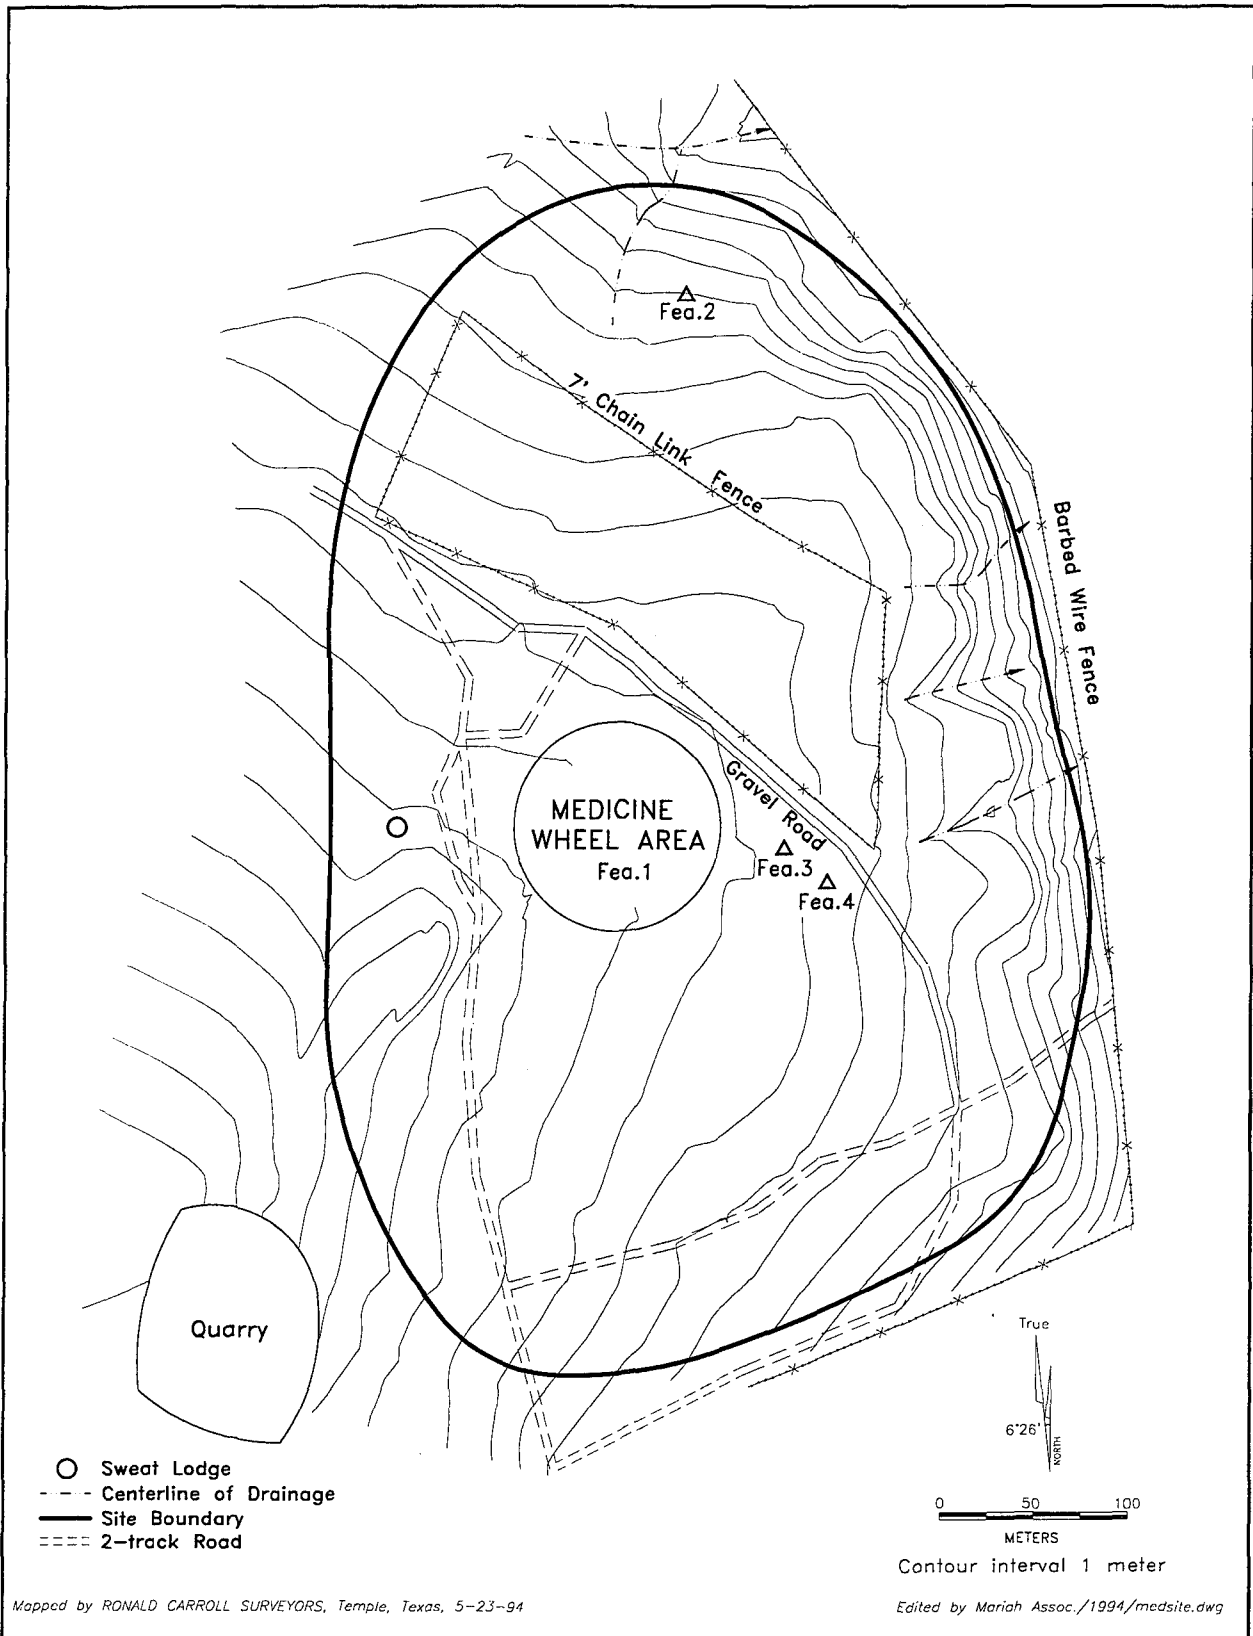 Fea.2
7' Chain Link Fence
Barbed Wire Fence
MEDICINE
WHEEL AREA
Fea.1
Gravel Road
Fea.3
Fea.4
Quarry
True
6°26'
NORTH
Sweat Lodge
Centerline of Drainage
Site Boundary
2-track Road
0 50 100
METERS
Contour interval 1 meter
Mapped by RONALD CARROLL SURVEYORS, Temple, Texas, 5-23-94
Edited by Mariah Assoc./1994/medsite.dwg